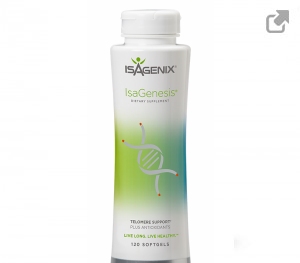 ISAGENIX
IsaGenesis®
DIETARY SUPPLEMENT
TELOMERE SUPPORT
PLUS ANTIOXIDANTS
LIVE LONG. LIVE HEALTHY.
120 SOFTGELS